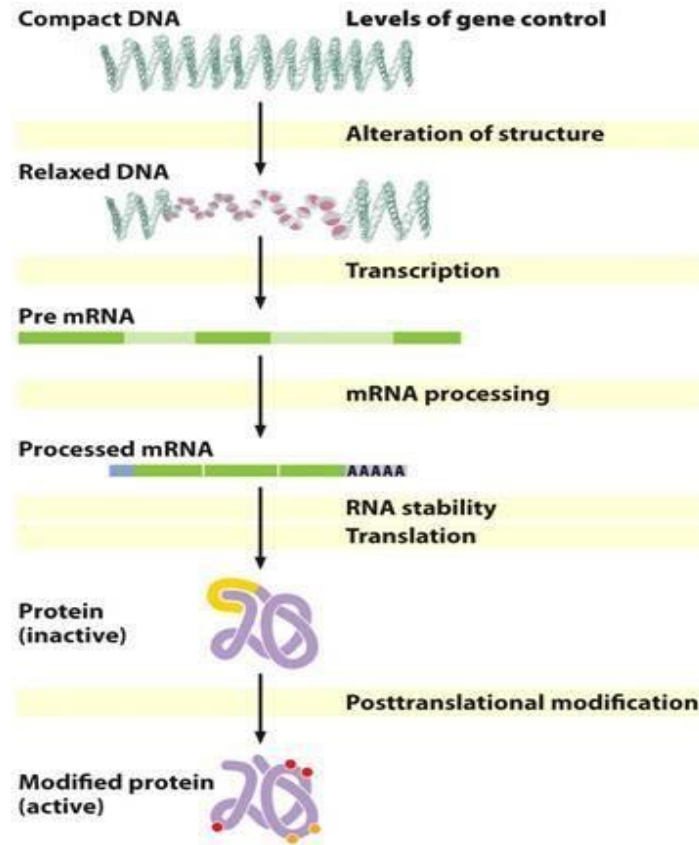 Compact DNA
Levels of gene control
Alteration of structure
Relaxed DNA
Transcription
Pre mRNA
mRNA processing
Processed mRNA
AAAAA
RNA stability
Translation
Protein
(inactive)
Posttranslational modification
Modified protein
(active)